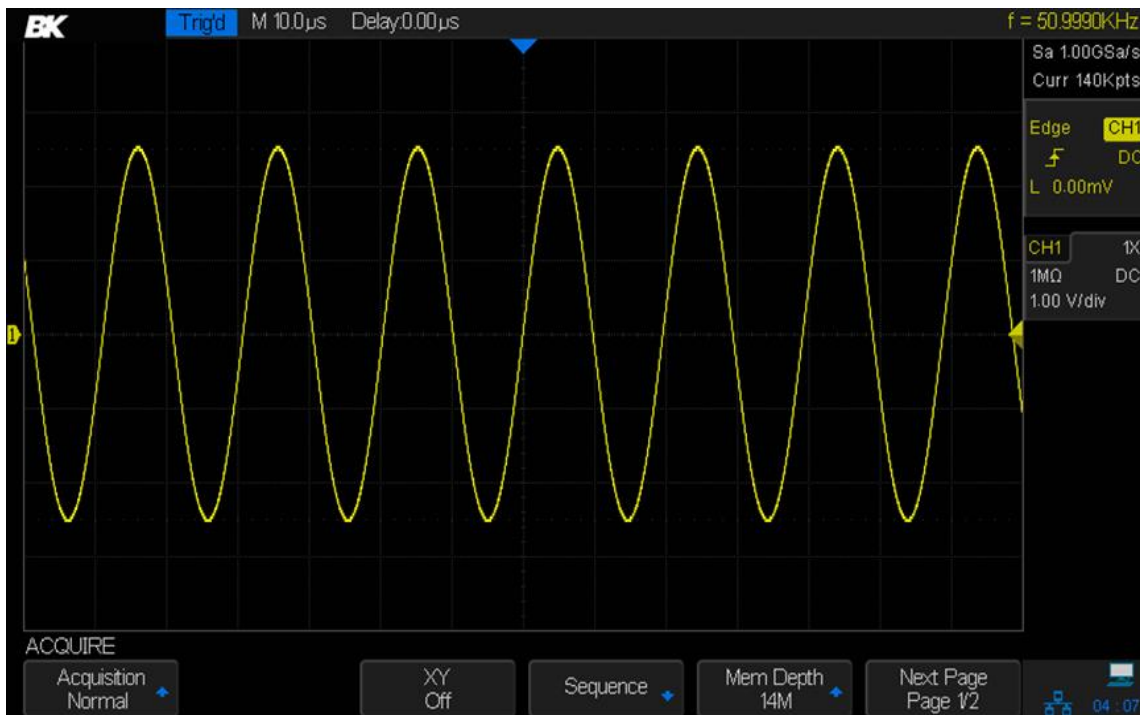 BK Trig'd M 10.0µs Delay:0.00µs f = 50.9990KHz
Sa 1.00GSa/s
Curr 140Kpts
Edge CH1
DC
L 0.00mV
CH1 1X
1MΩ DC
1.00 V/div
1
ACQUIRE
Acquisition
Normal
XY
Off
Sequence
Mem Depth
14M
Next Page
Page 1/2
04 : 07